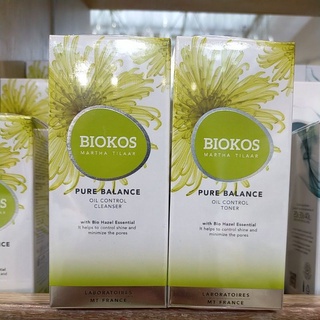 BIOKOS
MARTHA TILAAR
PURE BALANCE
OIL CONTROL
CLEANSER
with Bio Hazel Essential
It helps to control shine and
minimize the pores
LABORATOIRES
MT FRANCE
BIOKOS
MARTHA TILAAR
PURE BALANCE
OIL CONTROL
TONER
with Bio Hazel Essential
It helps to control shine and
minimize the pores
LABORATOIRES
MT FRANCE